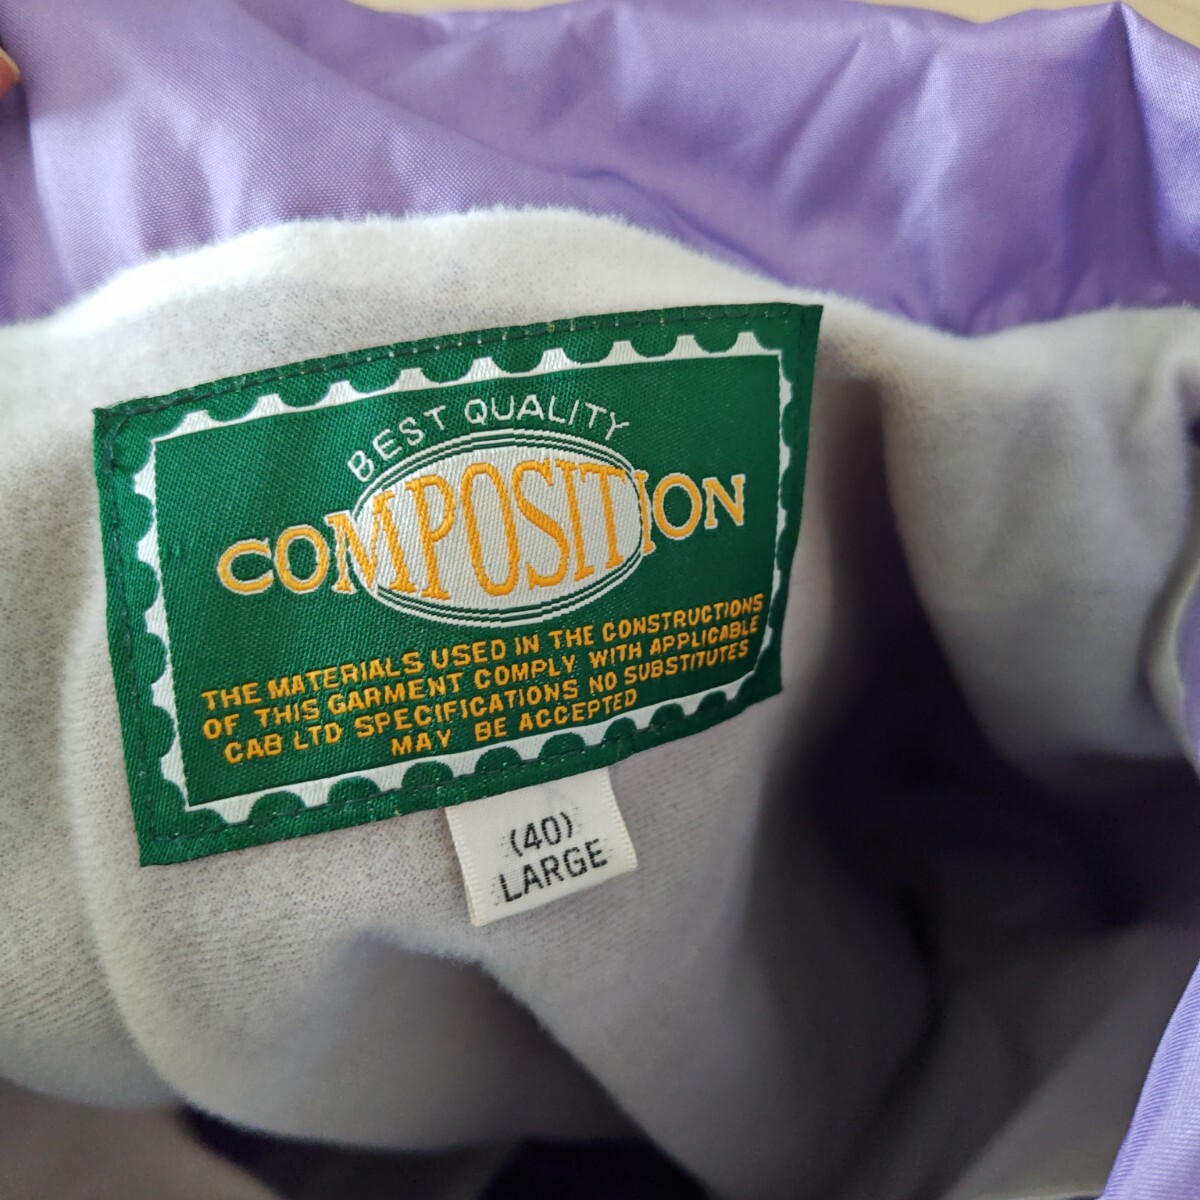 BEST QUALITY
COMPOSITION
THE MATERIALS USED IN THE CONSTRUCTIONS
OF THIS GARMENT COMPLY WITH APPLICABLE
CAB LTD SPECIFICATIONS NO SUBSTITUTES
MAY BE ACCEPTED
(40)
LARGE